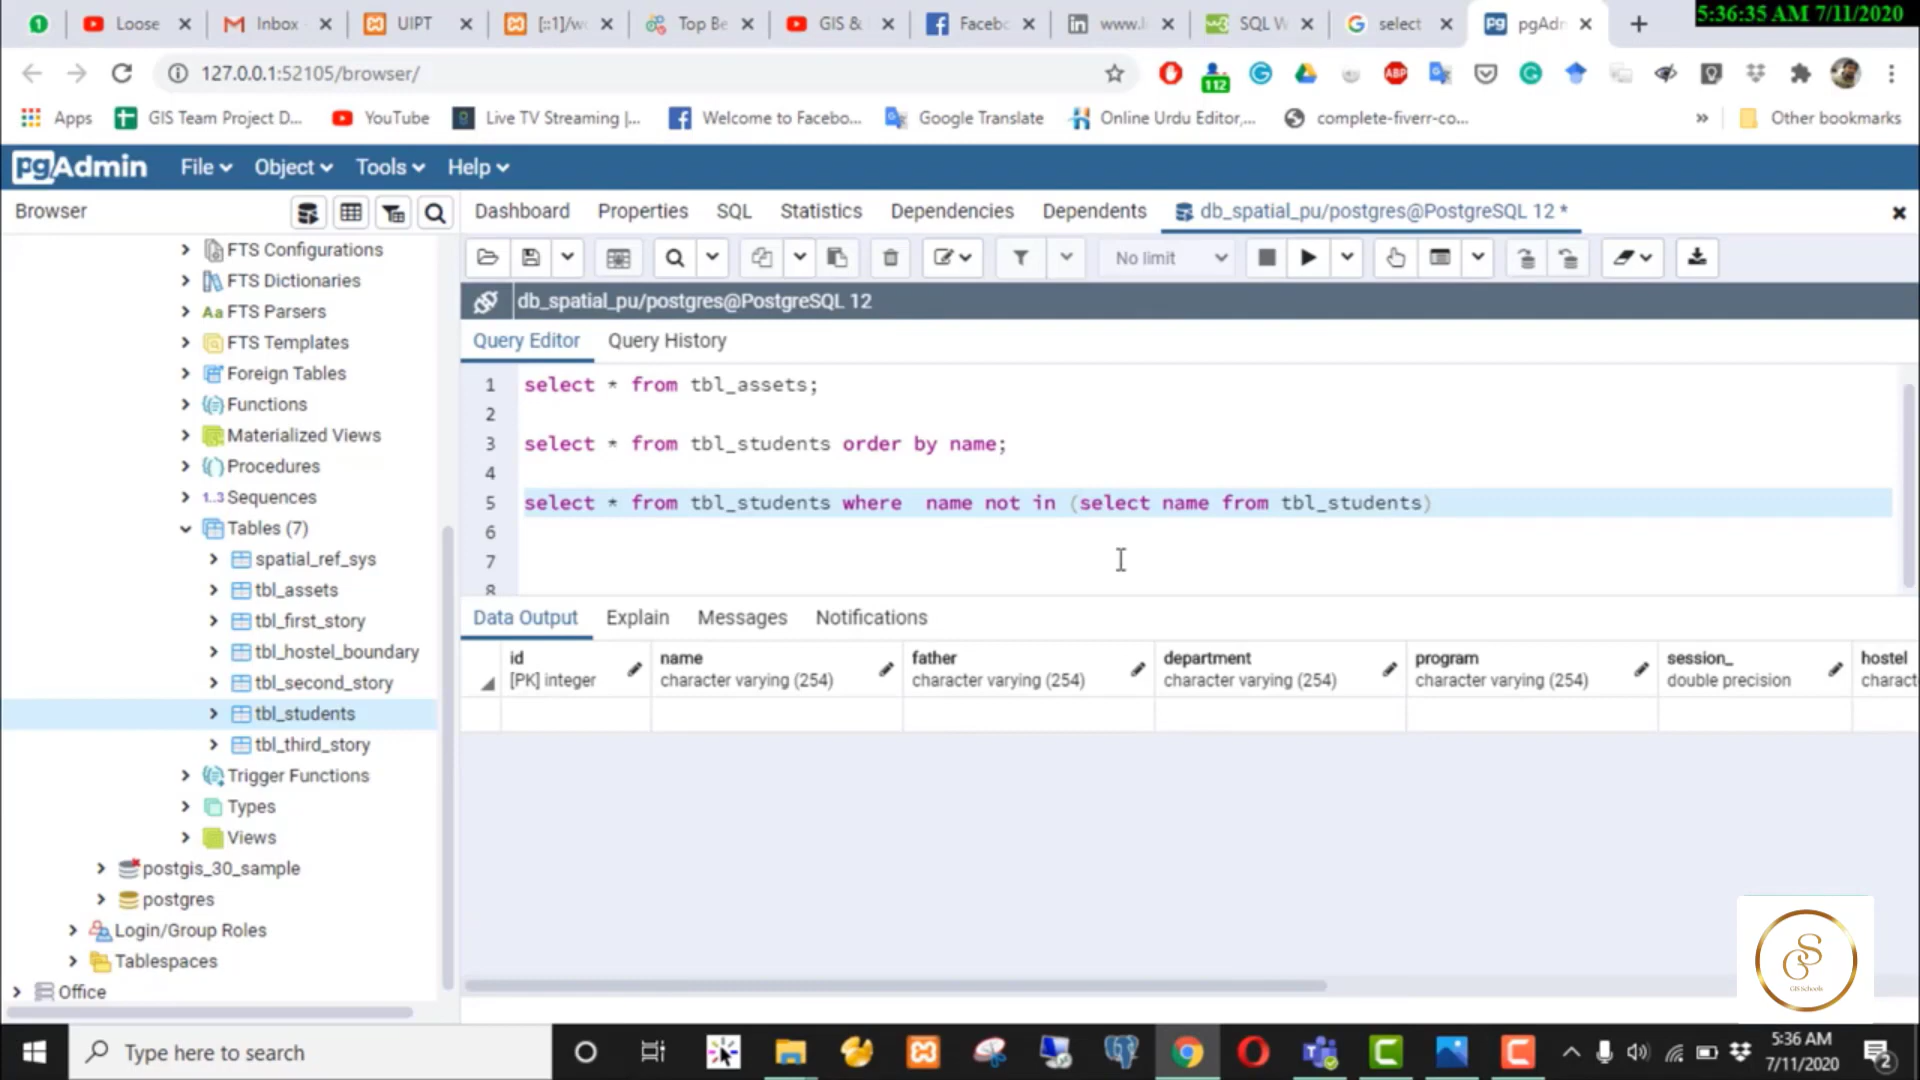 Loose
Inbox
UIPT
[::1]/w
Top Be
GIS &
Facebo
www.l
SQL W
select
pgAdm
5:36:35 AM 7/11/2020
127.0.0.1:52105/browser/
ABP
112
Apps
GIS Team Project D...
YouTube
Live TV Streaming |...
Welcome to Facebo...
Google Translate
Online Urdu Editor,...
complete-fiverr-co...
Other bookmarks
pgAdmin
File
Object
Tools
Help
Browser
Dashboard
Properties
SQL
Statistics
Dependencies
Dependents
db_spatial_pu/postgres@PostgreSQL 12 *
No limit
db_spatial_pu/postgres@PostgreSQL 12
Query Editor
Query History
1 select * from tbl_assets;
2
3 select * from tbl_students order by name;
4
5 select * from tbl_students where  name not in (select name from tbl_students)
6
7
8
FTS Configurations
FTS Dictionaries
Aa FTS Parsers
FTS Templates
Foreign Tables
Functions
Materialized Views
Procedures
1..3 Sequences
Tables (7)
spatial_ref_sys
tbl_assets
tbl_first_story
tbl_hostel_boundary
tbl_second_story
tbl_students
tbl_third_story
Trigger Functions
Types
Views
postgis_30_sample
postgres
Login/Group Roles
Tablespaces
Office
Data Output
Explain
Messages
Notifications
id
[PK] integer
name
character varying (254)
father
character varying (254)
department
character varying (254)
program
character varying (254)
session_
double precision
hostel
charact
GIS Schools
Type here to search
5:36 AM
7/11/2020
2